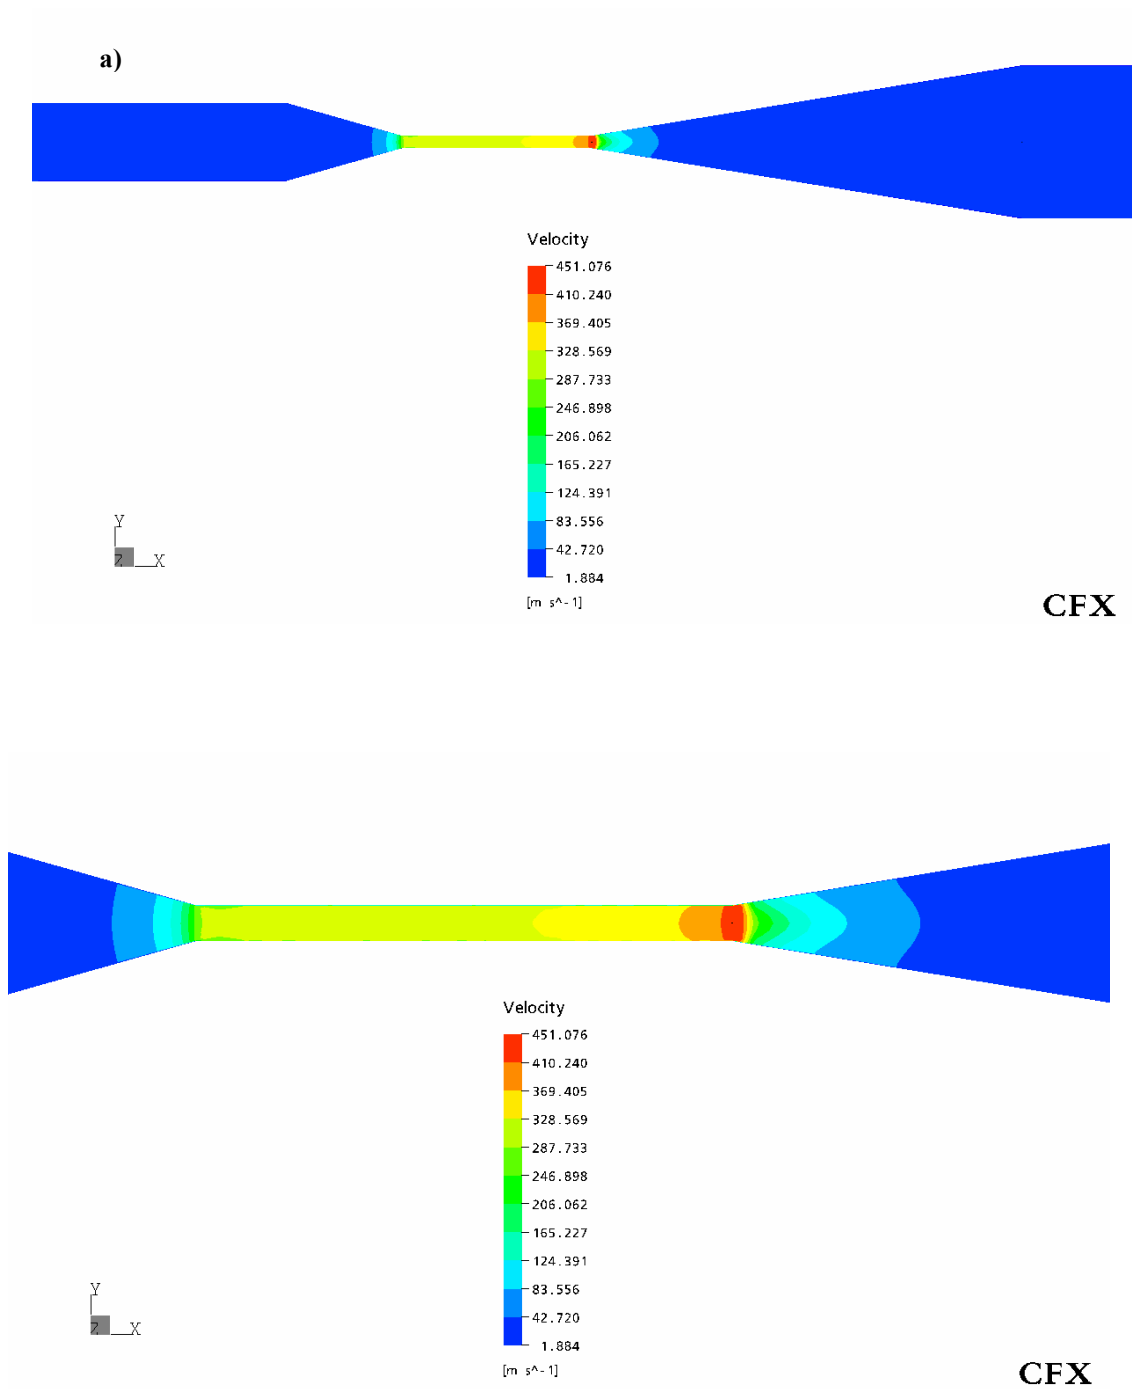 a)
Velocity
451.076
410.240
369.405
328.569
287.733
246.898
206.062
165.227
124.391
83.556
42.720
1.884
[m s^-1]
Y
Z X
CFX
Velocity
451.076
410.240
369.405
328.569
287.733
246.898
206.062
165.227
124.391
83.556
42.720
1.884
[m s^-1]
Y
Z X
CFX